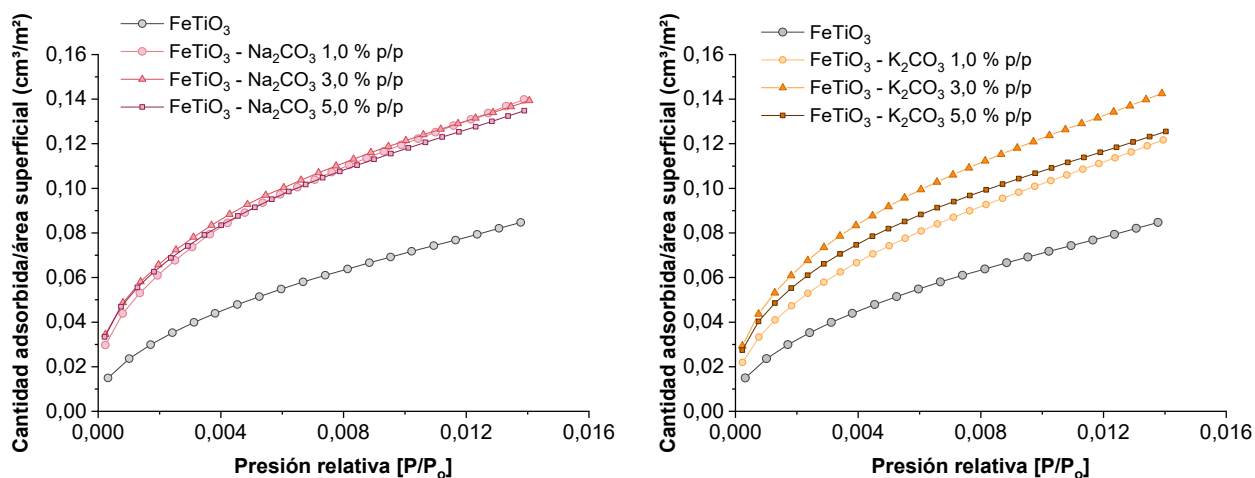 Cantidad adsorbida/área superficial (cm³/m²)
FeTiO₃
FeTiO₃ - Na₂CO₃ 1,0 % p/p
FeTiO₃ - Na₂CO₃ 3,0 % p/p
FeTiO₃ - Na₂CO₃ 5,0 % p/p
0,16
0,14
0,12
0,10
0,08
0,06
0,04
0,02
0,00
0,000 0,004 0,008 0,012 0,016
Presión relativa [P/Pₒ]
Cantidad adsorbida/área superficial (cm³/m²)
FeTiO₃
FeTiO₃ - K₂CO₃ 1,0 % p/p
FeTiO₃ - K₂CO₃ 3,0 % p/p
FeTiO₃ - K₂CO₃ 5,0 % p/p
0,16
0,14
0,12
0,10
0,08
0,06
0,04
0,02
0,00
0,000 0,004 0,008 0,012 0,016
Presión relativa [P/Pₒ]